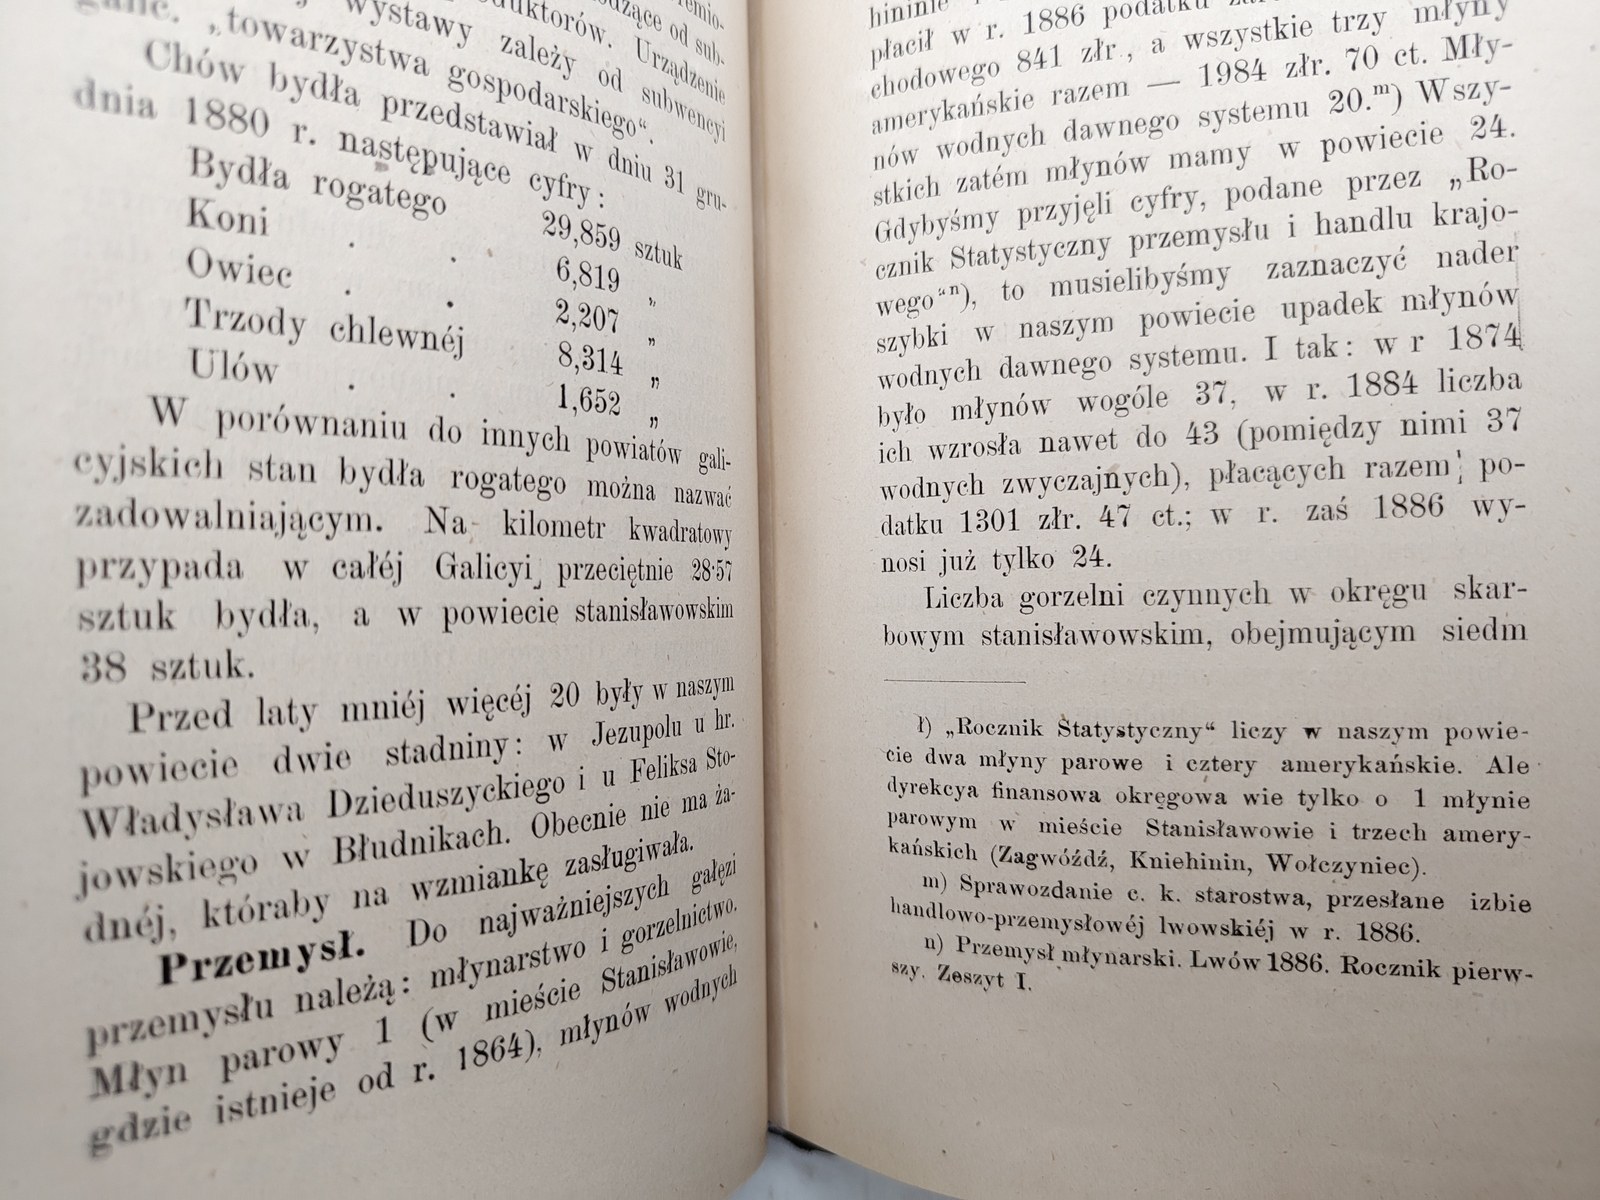 wystawy zależy od subwencyi
„towarzystwa gospodarskiego“.
Chów bydła przedstawiał w dniu 31 gru-
dnia 1880 r. następujące cyfry:
Bydła rogatego 29,859 sztuk
Koni . . 6,819 „
Owiec . . 2,207 „
Trzody chlewnéj 8,314 „
Ulów . . 1,652 „
W porównaniu do innych powiatów gali-
cyjskich stan bydła rogatego można nazwać
zadowalniającym. Na kilometr kwadratowy
przypada w całéj Galicyi przeciętnie 28·57
sztuk bydła, a w powiecie stanisławowskim
38 sztuk.
Przed laty mniéj więcéj 20 były w naszym
powiecie dwie stadniny: w Jezupolu u hr.
Władysława Dzieduszyckiego i u Feliksa Sto-
jowskiego w Błudnikach. Obecnie nie ma ża-
dnéj, któraby na wzmiankę zasługiwała.
Przemysł. Do najważniejszych gałęzi
przemysłu należą: młynarstwo i gorzelnictwo.
Młyn parowy 1 (w mieście Stanisławowie,
gdzie istnieje od r. 1864), młynów wodnych
płacił w r. 1886 podatku
chodowego 841 złr., a wszystkie trzy młyny
amerykańskie razem — 1984 złr. 70 ct. Mły-
nów wodnych dawnego systemu 20.m) Wszy-
stkich zatém młynów mamy w powiecie 24.
Gdybyśmy przyjęli cyfry, podane przez „Ro-
cznik Statystyczny przemysłu i handlu krajo-
wego“n), to musielibyśmy zaznaczyć nader
szybki w naszym powiecie upadek młynów
wodnych dawnego systemu. I tak: w r 1874
było młynów wogóle 37, w r. 1884 liczba
ich wzrosła nawet do 43 (pomiędzy nimi 37
wodnych zwyczajnych), płacących razem po-
datku 1301 złr. 47 ct.; w r. zaś 1886 wy-
nosi już tylko 24.
Liczba gorzelni czynnych w okręgu skar-
bowym stanisławowskim, obejmującym siedm
ł) „Rocznik Statystyczny“ liczy w naszym powie-
cie dwa młyny parowe i cztery amerykańskie. Ale
dyrekcya finansowa okręgowa wie tylko o 1 młynie
parowym w mieście Stanisławowie i trzech amery-
kańskich (Zagwóźdź, Kniehinin, Wołczyniec).
m) Sprawozdanie c. k. starostwa, przesłane izbie
handlowo-przemysłowéj lwowskiéj w r. 1886.
n) Przemysł młynarski. Lwów 1886. Rocznik pierw-
szy. Zeszyt I.